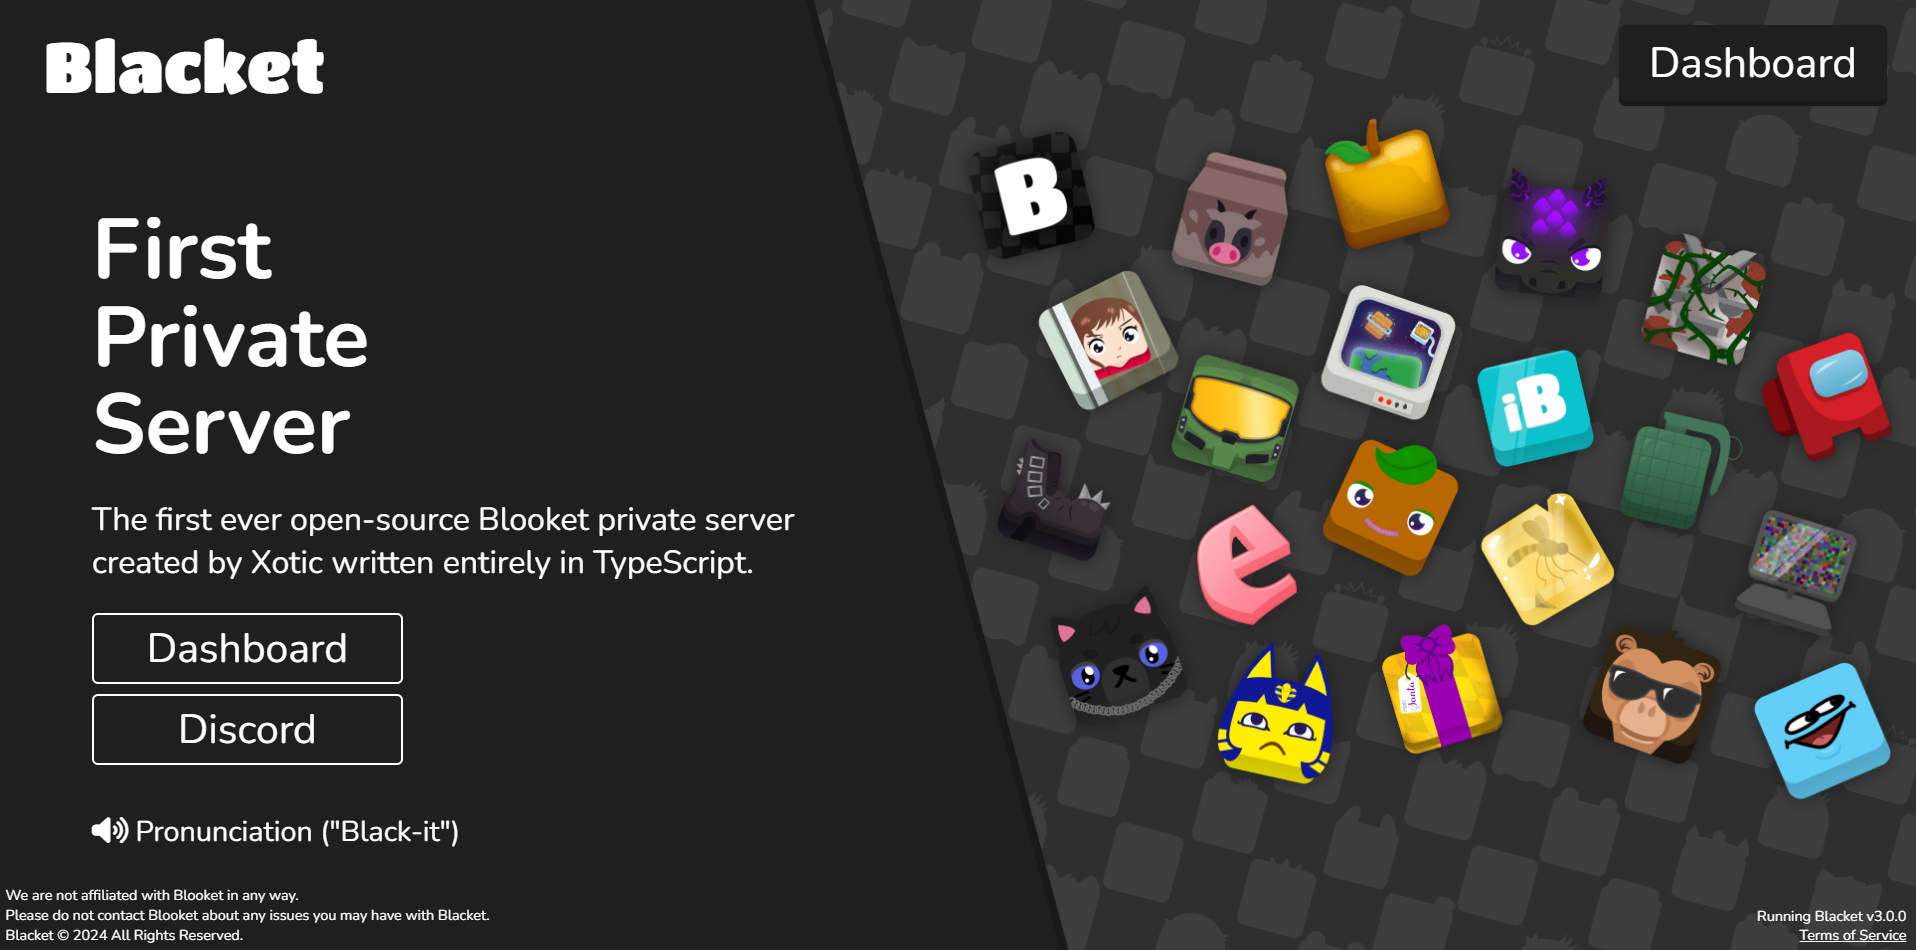 Blacket
Dashboard
First
Private
Server
The first ever open-source Blooket private server
created by Xotic written entirely in TypeScript.
Dashboard
Discord
Pronunciation ("Black-it")
We are not affiliated with Blooket in any way.
Please do not contact Blooket about any issues you may have with Blacket.
Blacket © 2024 All Rights Reserved.
B
iB
e
Santa
Running Blacket v3.0.0
Terms of Service